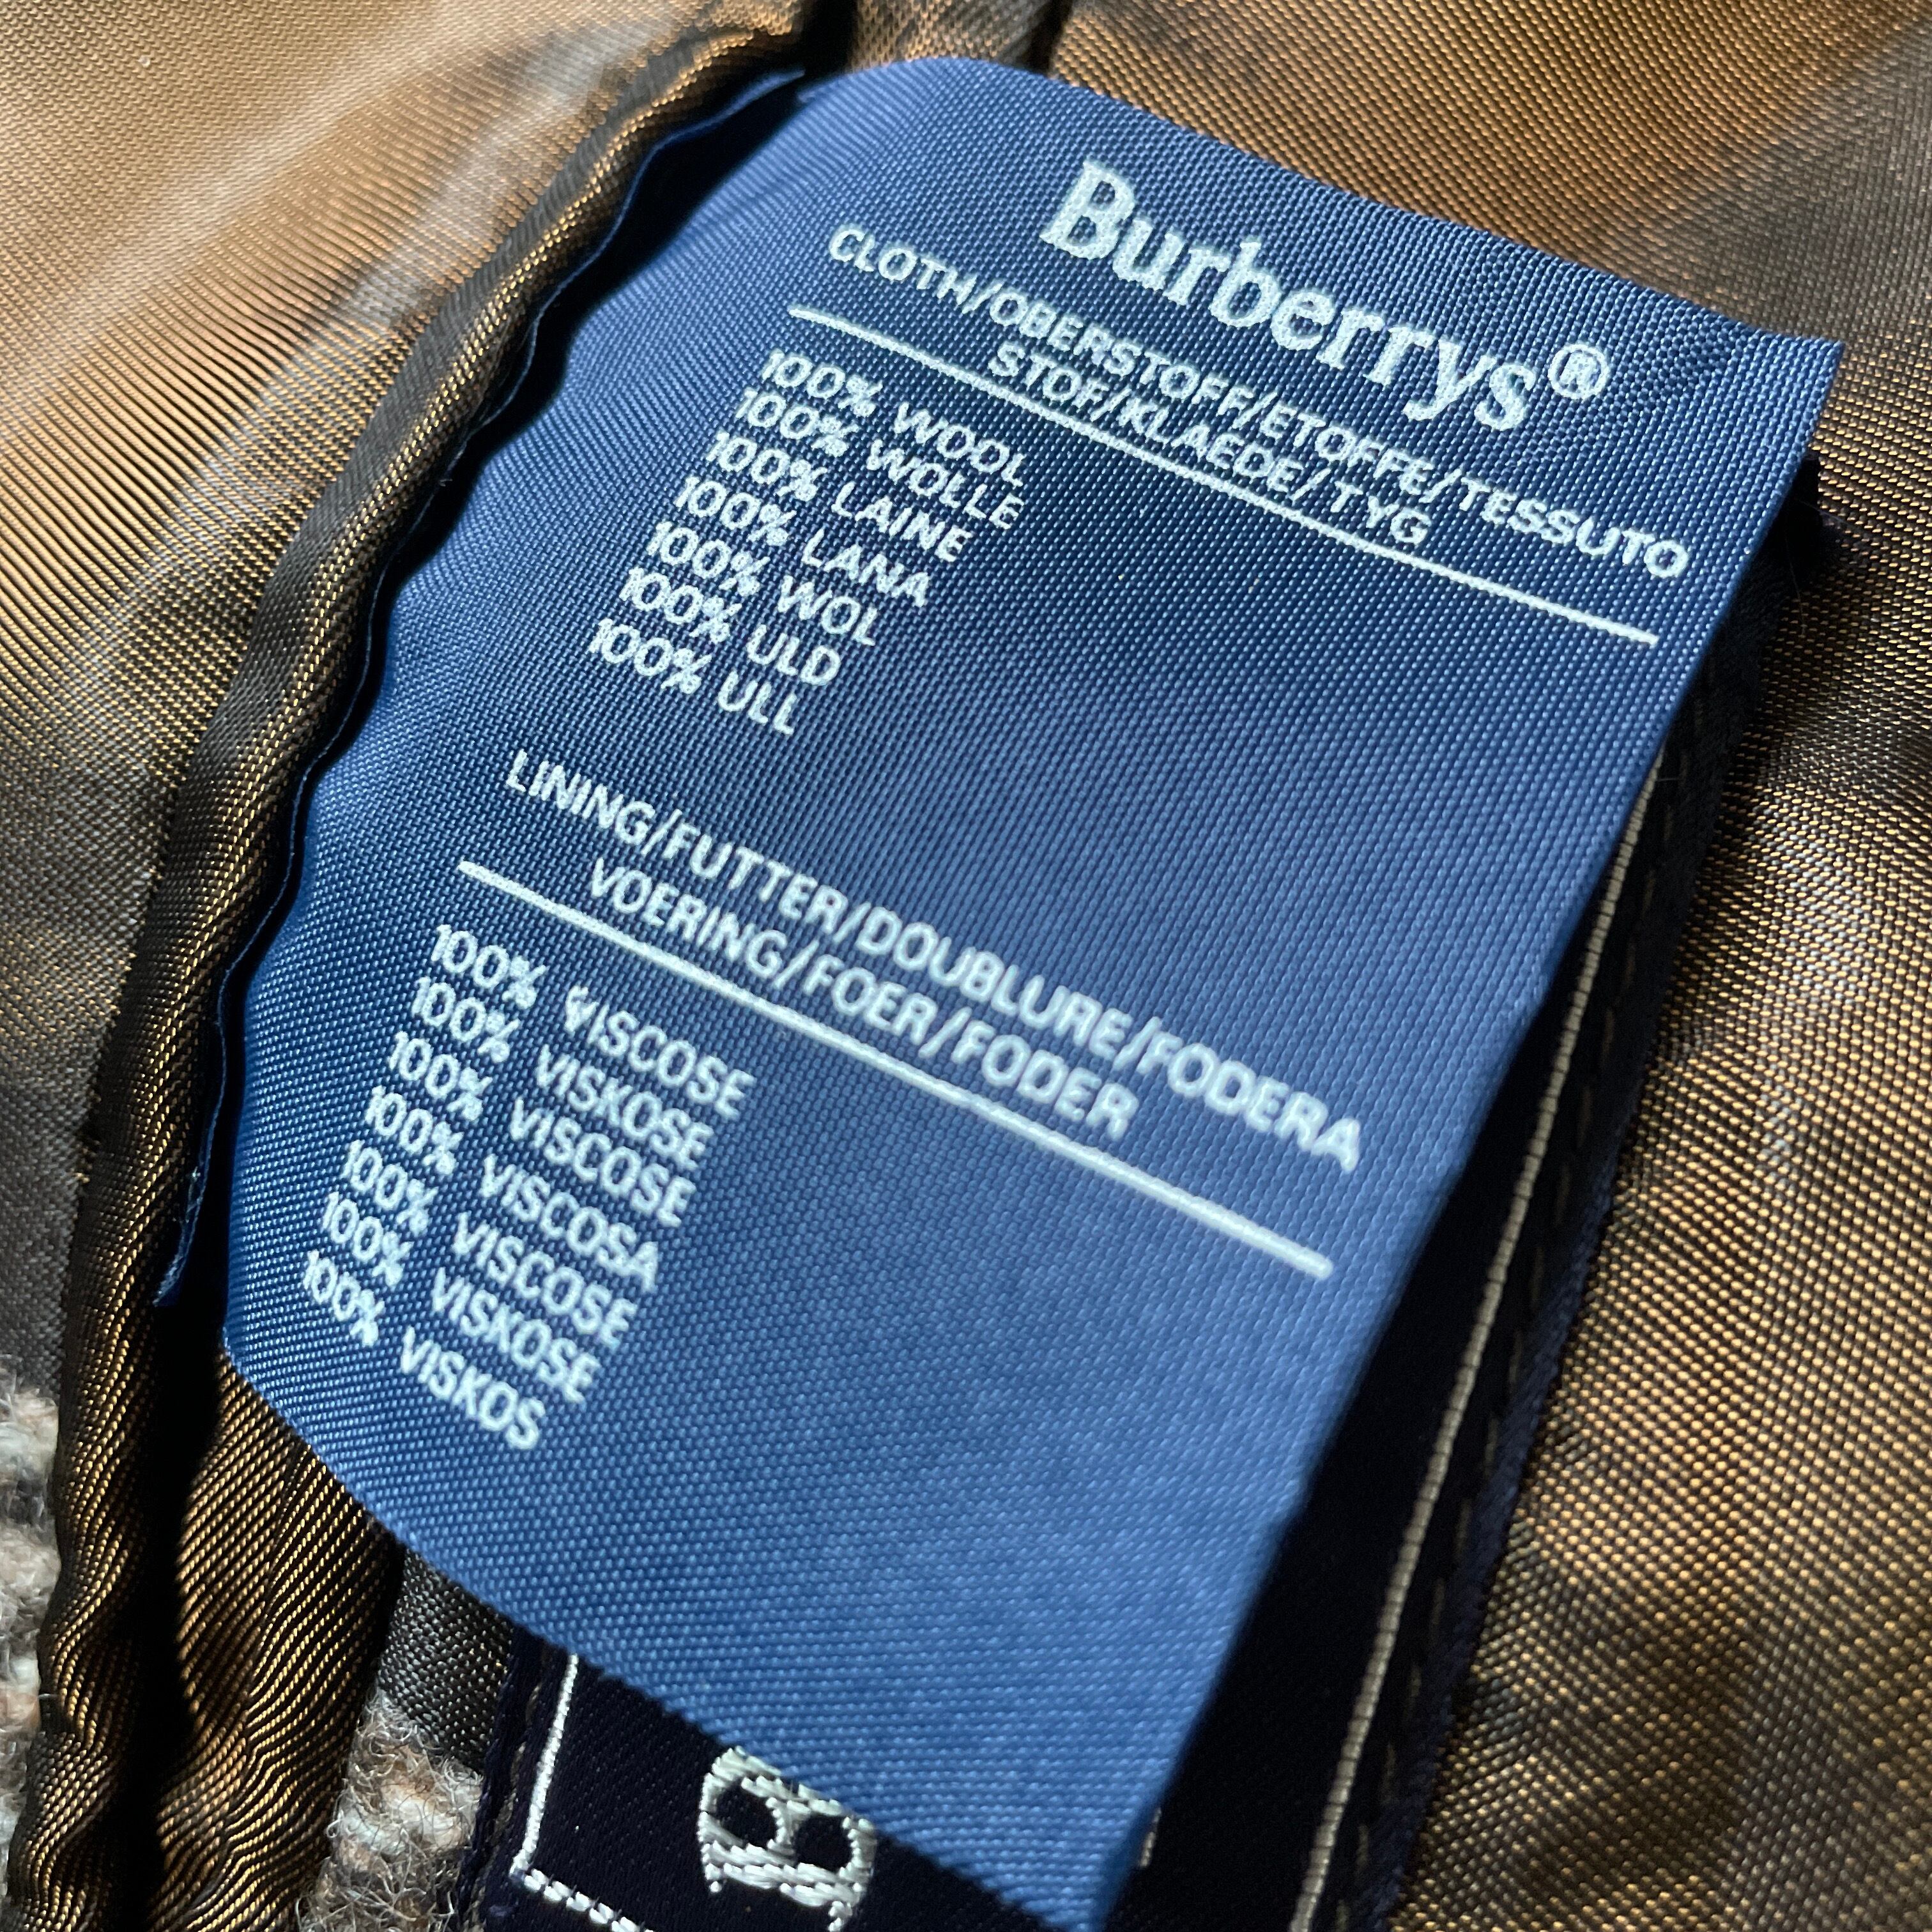 Burberrys®
CLOTH/OBERSTOFF/ETOFFE/TESSUTO
STOF/KLAEDE/TYG
100% WOOL
100% WOLLE
100% LAINE
100% LANA
100% WOL
100% ULD
100% ULL
LINING/FUTTER/DOUBLURE/FODERA
VOERING/FOER/FODER
100% VISCOSE
100% VISKOSE
100% VISCOSE
100% VISCOSA
100% VISCOSE
100% VISKOSE
100% VISKOS